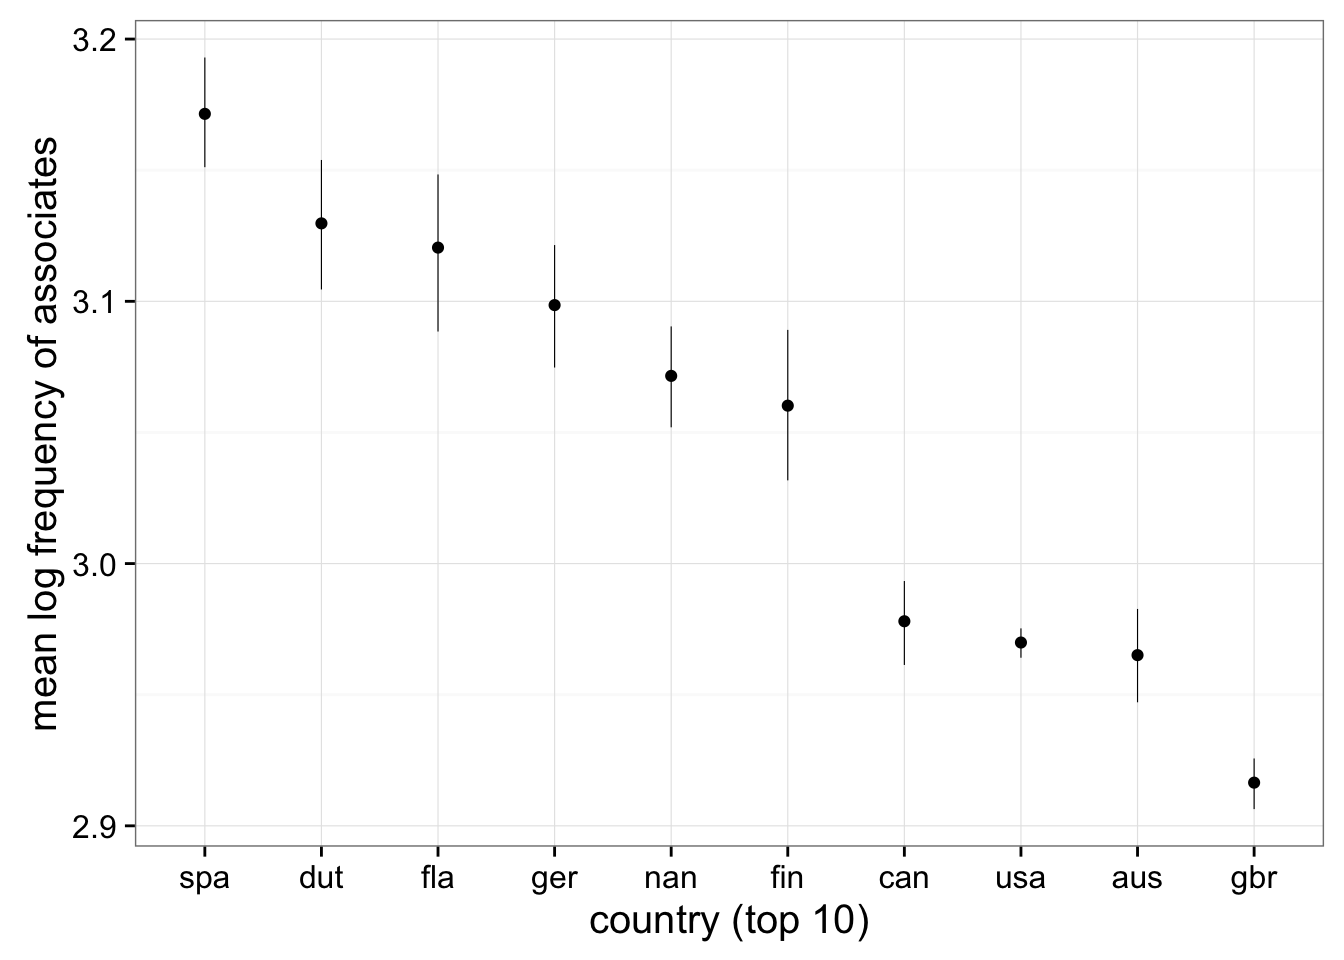 mean log frequency of associates
3.2
3.1
3.0
2.9
spa dut fla ger nan fin can usa aus gbr
country (top 10)